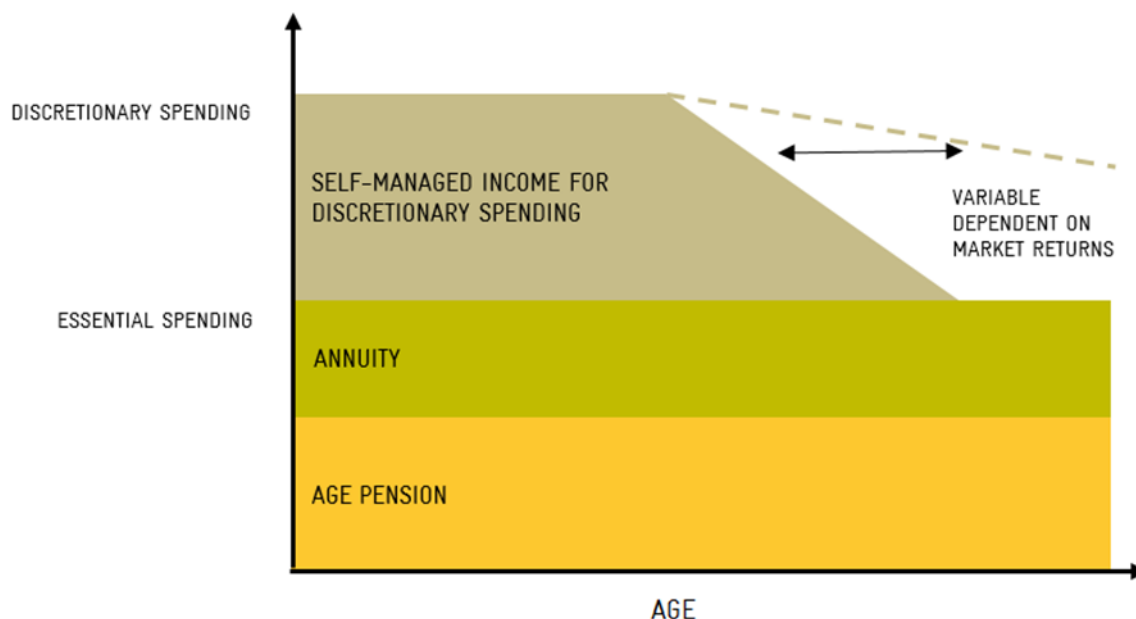 DISCRETIONARY SPENDING
SELF-MANAGED INCOME FOR
DISCRETIONARY SPENDING
VARIABLE
DEPENDENT ON
MARKET RETURNS
ESSENTIAL SPENDING
ANNUITY
AGE PENSION
AGE